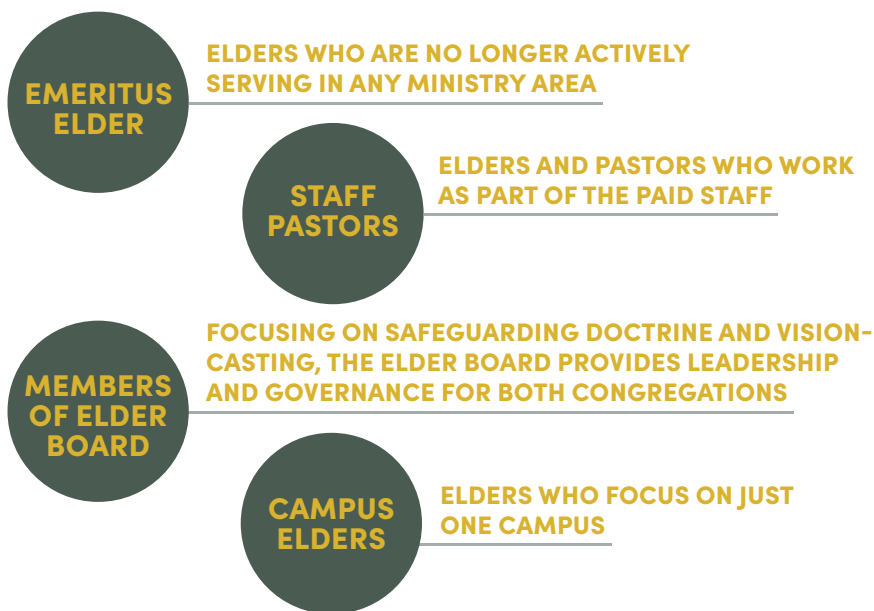 EMERITUS
ELDER
ELDERS WHO ARE NO LONGER ACTIVELY
SERVING IN ANY MINISTRY AREA
STAFF
PASTORS
ELDERS AND PASTORS WHO WORK
AS PART OF THE PAID STAFF
MEMBERS
OF ELDER
BOARD
FOCUSING ON SAFEGUARDING DOCTRINE AND VISION-
CASTING, THE ELDER BOARD PROVIDES LEADERSHIP
AND GOVERNANCE FOR BOTH CONGREGATIONS
CAMPUS
ELDERS
ELDERS WHO FOCUS ON JUST
ONE CAMPUS